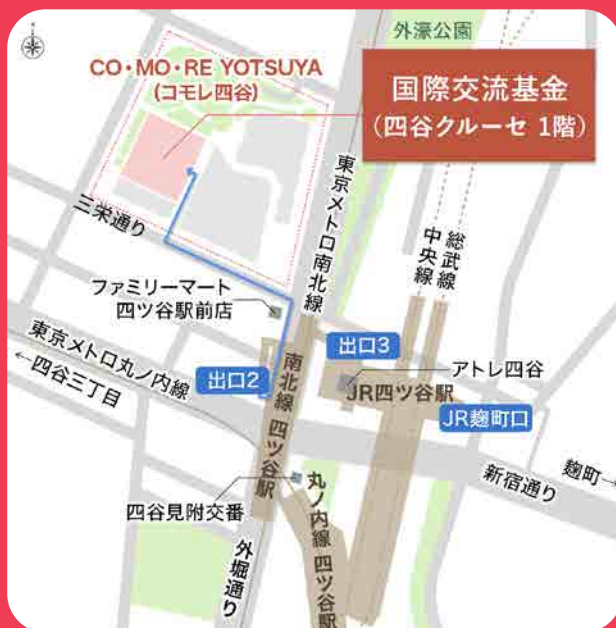 外濠公園
CO・MO・RE YOTSUYA
(コモレ四谷)
国際交流基金
(四谷クルーセ 1階)
三栄通り
東京メトロ南北線
中央線
総武線
ファミリーマート
四ツ谷駅前店
東京メトロ丸ノ内線
←四谷三丁目
出口2
南北線 四ツ谷駅
出口3
アトレ四谷
JR四ツ谷駅
JR麹町口
麹町→
新宿通り
四谷見附交番
丸ノ内線 四ツ谷駅
外堀通り